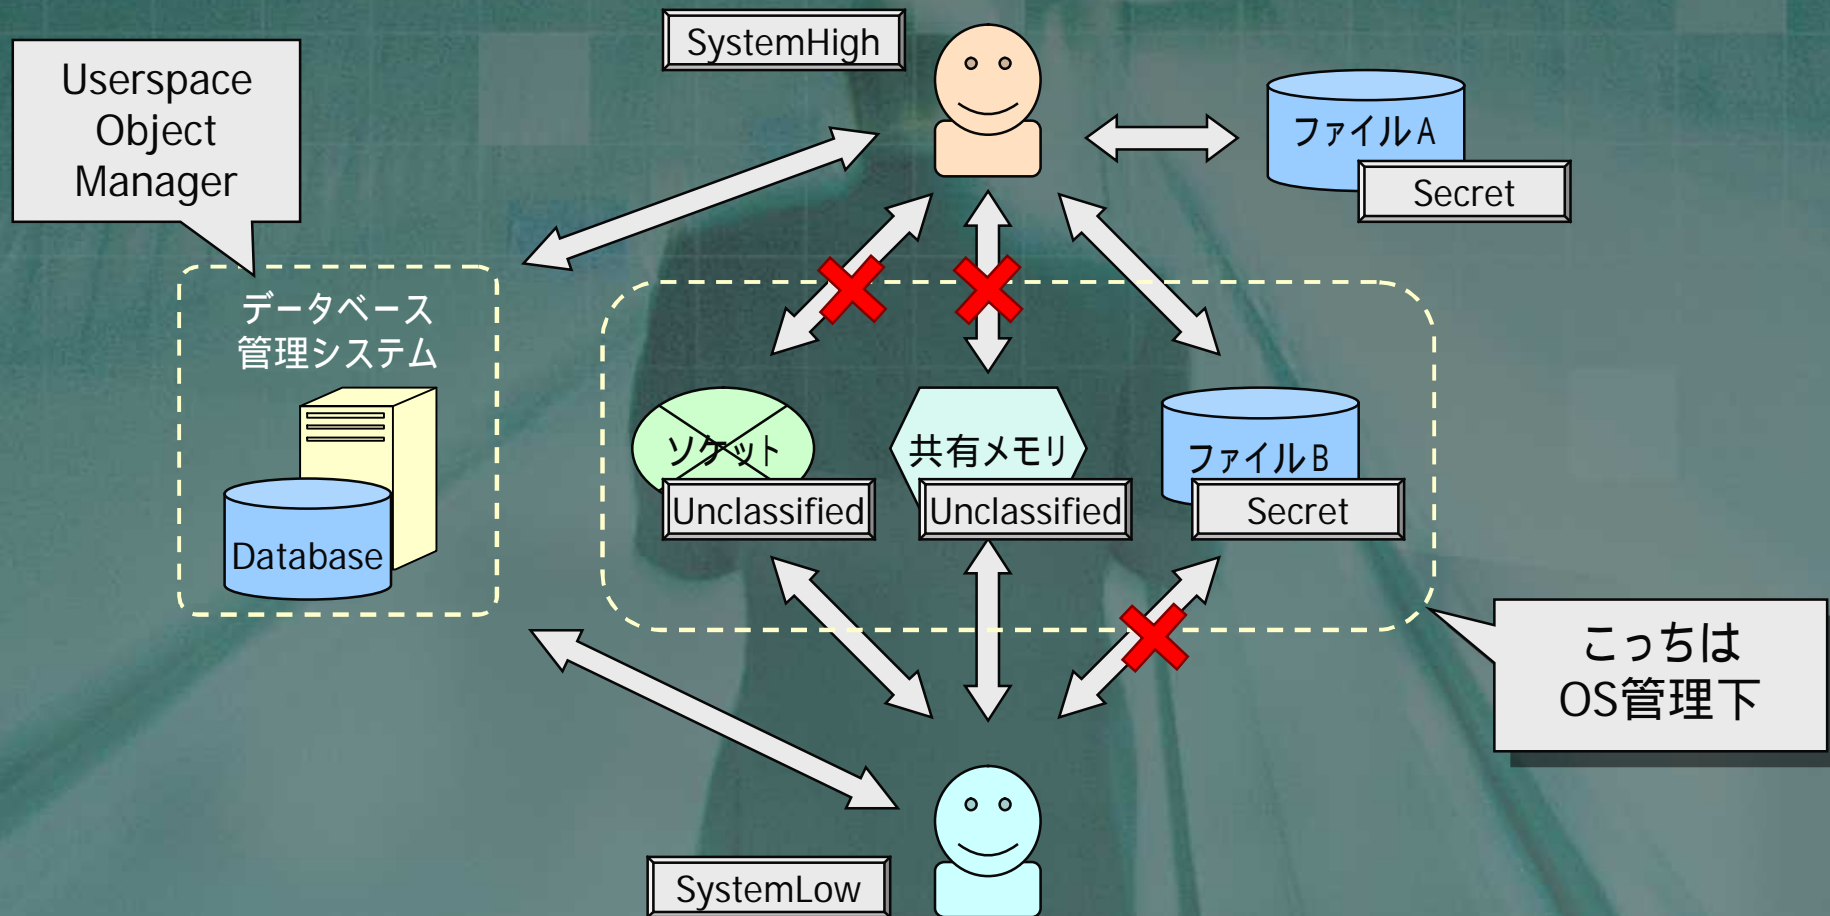 SystemHigh
Userspace
Object
Manager
ファイルA
Secret
データベース
管理システム
Database
ソケット
Unclassified
共有メモリ
Unclassified
ファイルB
Secret
こっちは
OS管理下
SystemLow